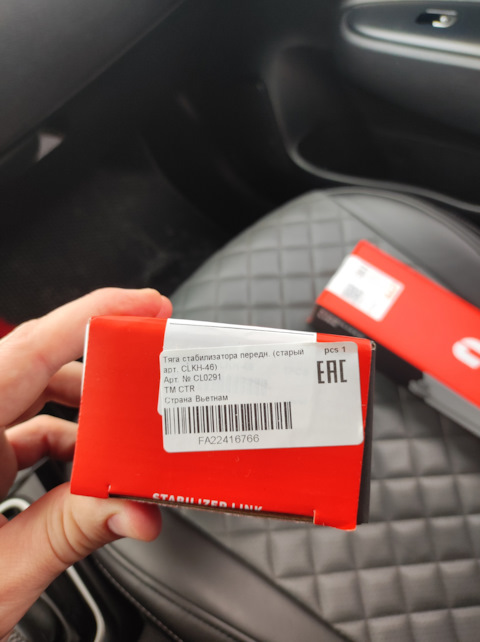 Тяга стабилизатора передн. (старый pcs 1
арт. CLKH-46)
Арт. № CL0291
ТМ CTR
Страна Вьетнам
EAC
FA22416766
STABILIZER LINK